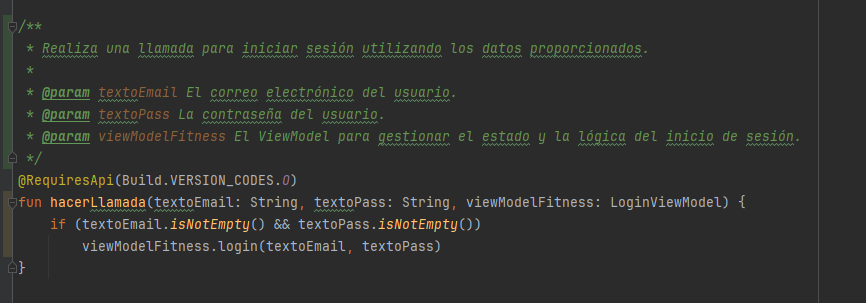 /**
 * Realiza una llamada para iniciar sesión utilizando los datos proporcionados.
 *
 * @param textoEmail El correo electrónico del usuario.
 * @param textoPass La contraseña del usuario.
 * @param viewModelFitness El ViewModel para gestionar el estado y la lógica del inicio de sesión.
 */
@RequiresApi(Build.VERSION_CODES.O)
fun hacerLlamada(textoEmail: String, textoPass: String, viewModelFitness: LoginViewModel) {
    if (textoEmail.isNotEmpty() && textoPass.isNotEmpty())
        viewModelFitness.login(textoEmail, textoPass)
}